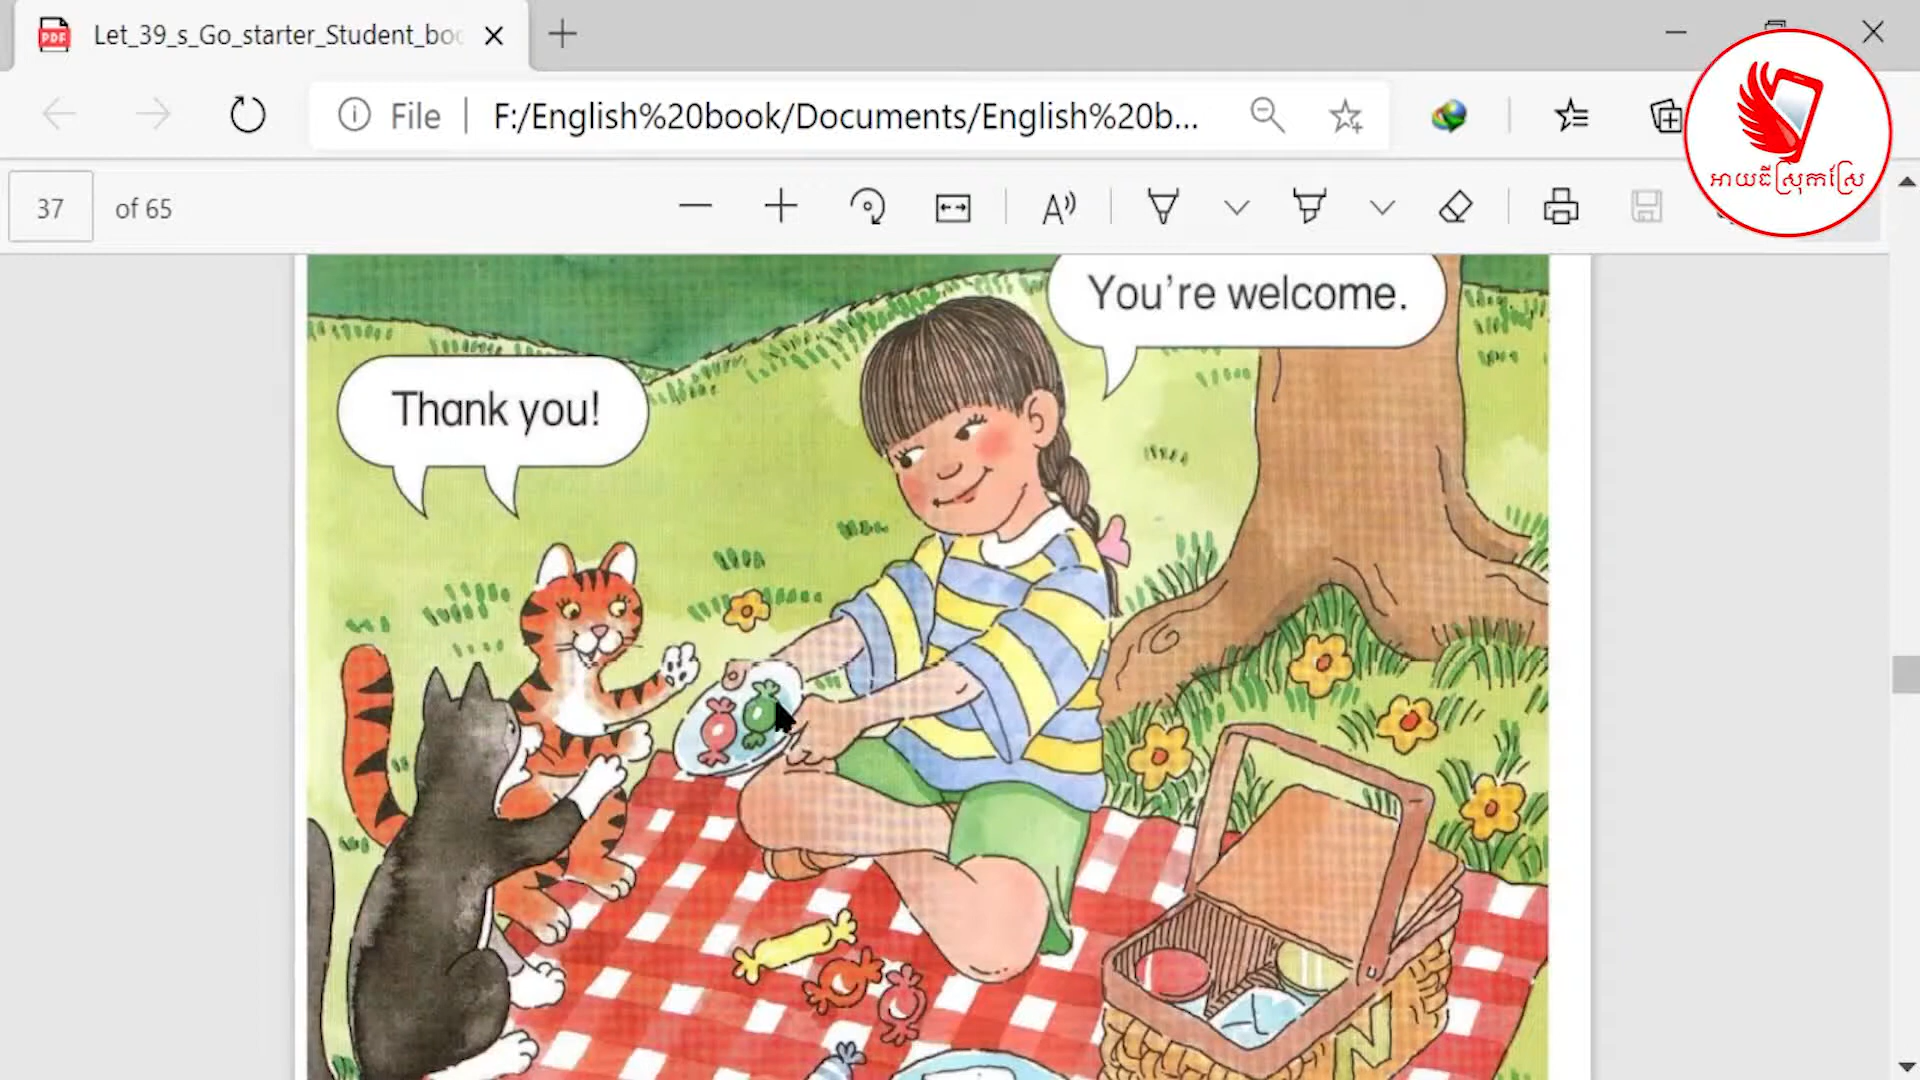 Let_39_s_Go_starter_Student_boo
File
F:/English%20book/Documents/English%20b...
អាយធីស្រុកស្រែ
37
of 65
You're welcome.
Thank you!